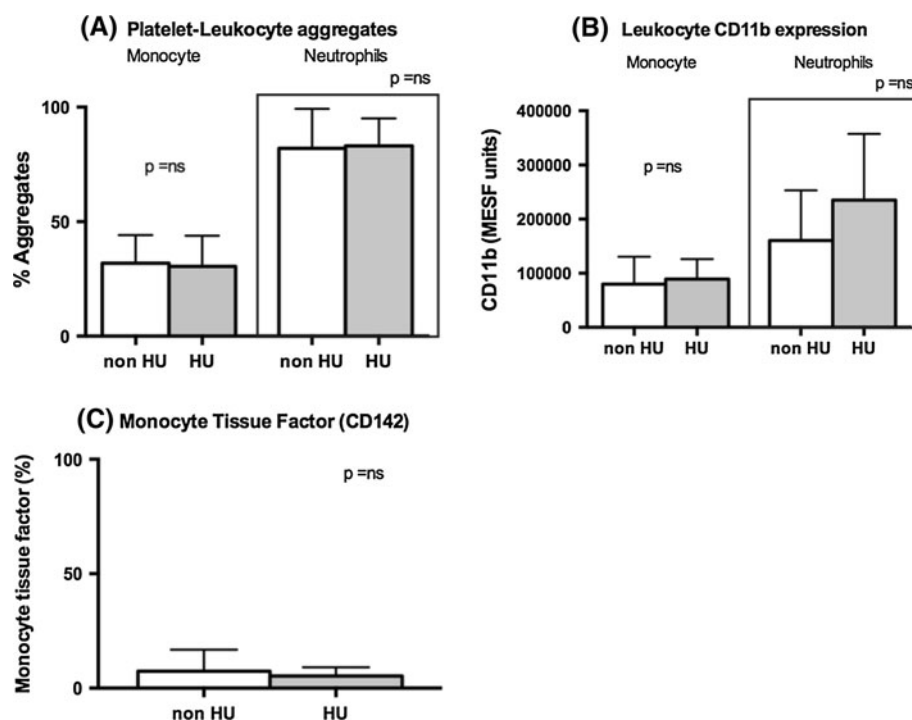 (A) Platelet-Leukocyte aggregates
Monocyte Neutrophils
p =ns
100
p =ns
50
0
% Aggregates
non HU HU non HU HU
(B) Leukocyte CD11b expression
Monocyte Neutrophils
p =ns
400000
300000
p =ns
200000
100000
0
CD11b (MESF units)
non HU HU non HU HU
(C) Monocyte Tissue Factor (CD142)
100
p =ns
50
0
Monocyte tissue factor (%)
non HU HU